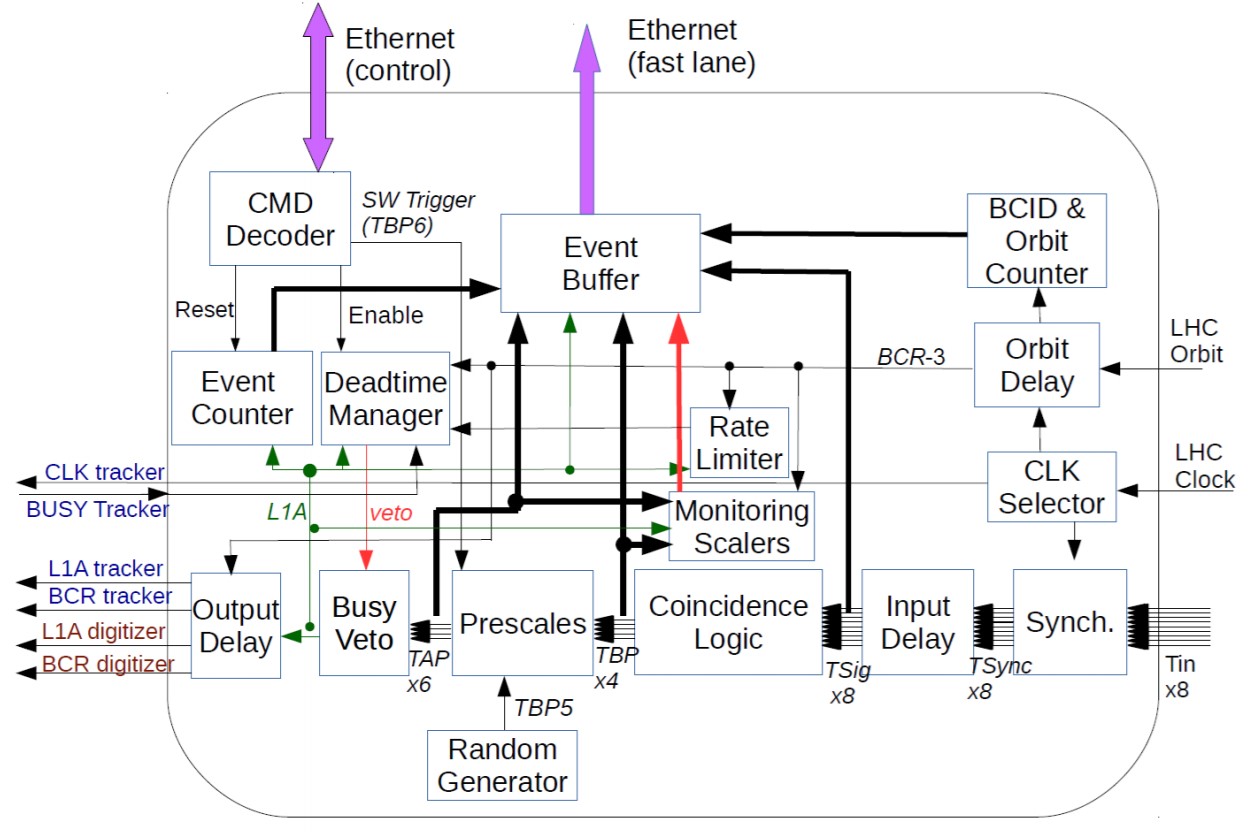 Ethernet
(control)
Ethernet
(fast lane)
CMD
Decoder
SW Trigger
(TBP6)
Event
Buffer
BCID &
Orbit
Counter
Reset
Enable
Event
Counter
Deadtime
Manager
BCR-3
Orbit
Delay
LHC
Orbit
Rate
Limiter
CLK tracker
BUSY Tracker
L1A
veto
Monitoring
Scalers
CLK
Selector
LHC
Clock
L1A tracker
BCR tracker
L1A digitizer
BCR digitizer
Output
Delay
Busy
Veto
TAP
x6
Prescales
TBP
x4
Coincidence
Logic
TSig
x8
Input
Delay
TSync
x8
Synch.
Tin
x8
TBP5
Random
Generator